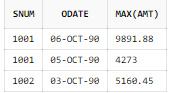 SNUM ODATE MAX(AMT)
1001 06-OCT-90 9891.88
1001 05-OCT-90 4273
1002 03-OCT-90 5160.45